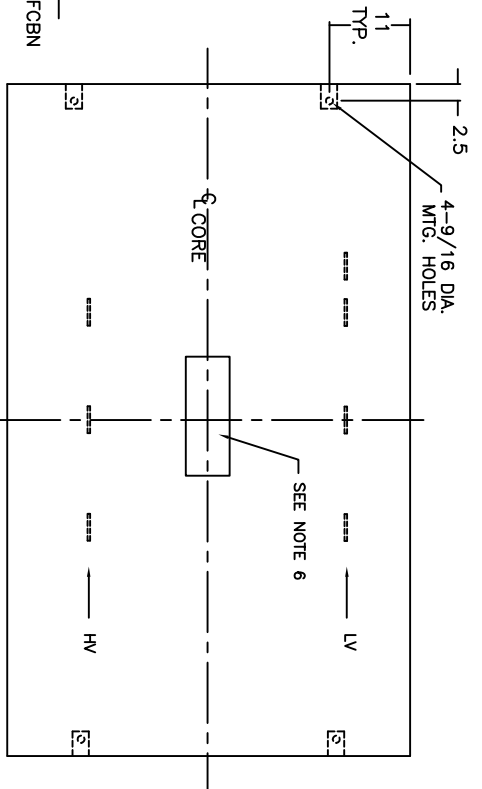 11
TYP.
2.5
4-9/16 DIA.
MTG. HOLES
FCBN
℄ CORE
SEE NOTE 6
LV
HV